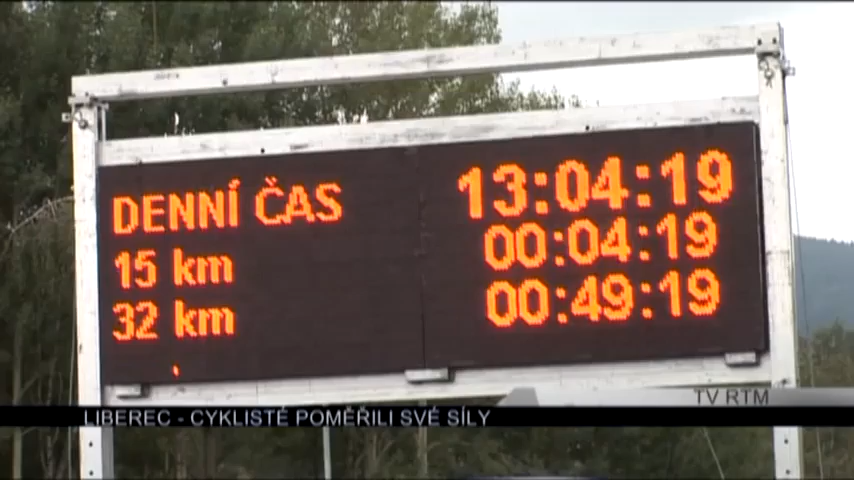 DENNÍ ČAS 13:04:19
15 km 00:04:19
32 km 00:49:19
TV RTM
LIBEREC - CYKLISTÉ POMĚŘILI SVÉ SÍLY